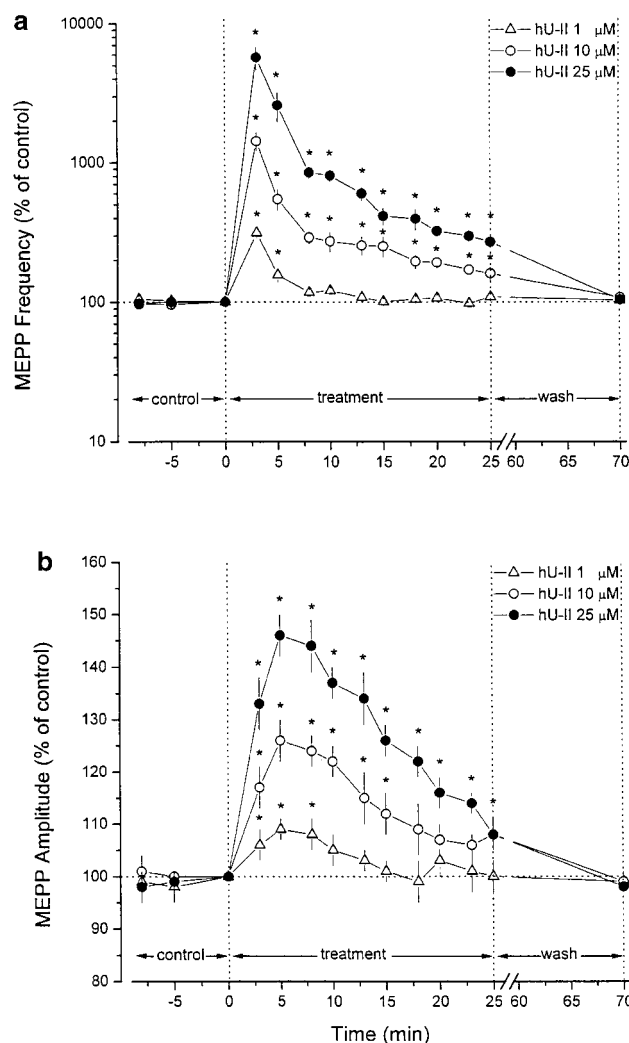 a
10000
1000
100
10
MEPP Frequency (% of control)
hU-II 1 μM
hU-II 10 μM
hU-II 25 μM
* * * * * * * * * *
* * * * * * * * * *
* *
control
treatment
wash
-5 0 5 10 15 20 25 60 65 70
b
160
150
140
130
120
110
100
90
80
MEPP Amplitude (% of control)
hU-II 1 μM
hU-II 10 μM
hU-II 25 μM
* * * * * * * * * *
* * * * * *
* * *
control
treatment
wash
-5 0 5 10 15 20 25 60 65 70
Time (min)